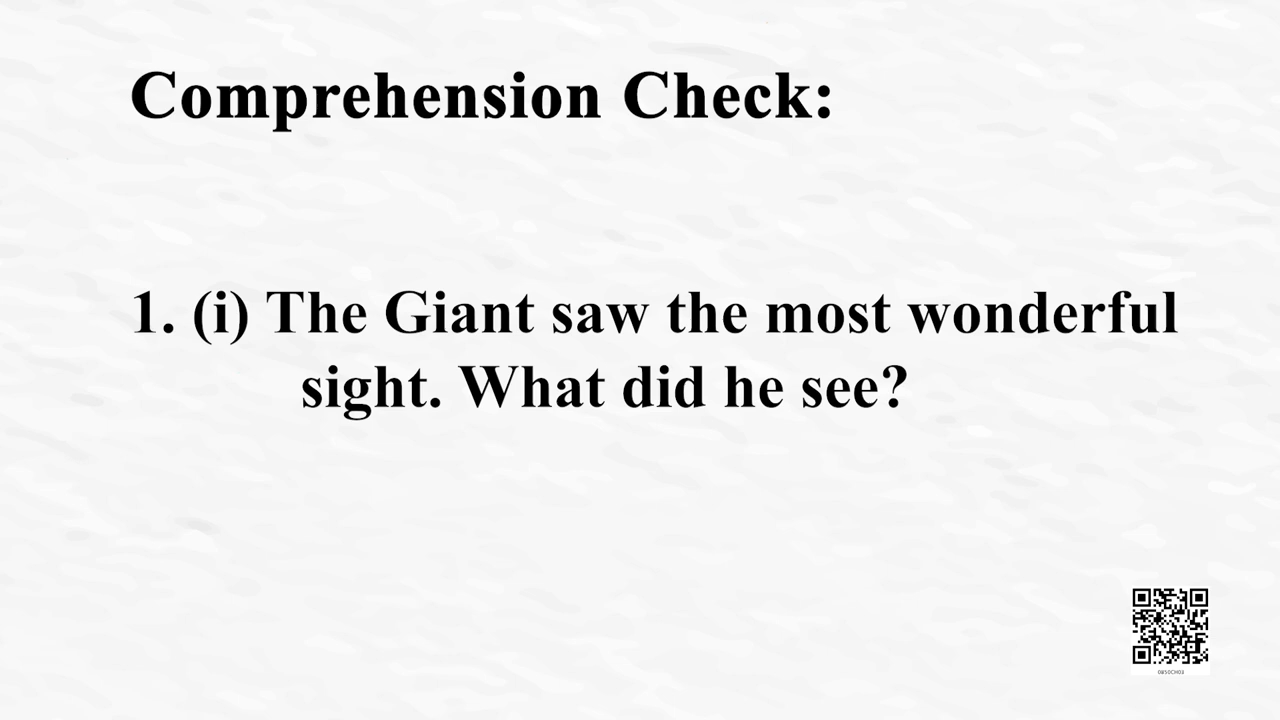 Comprehension Check:
1. (i) The Giant saw the most wonderful
sight. What did he see?